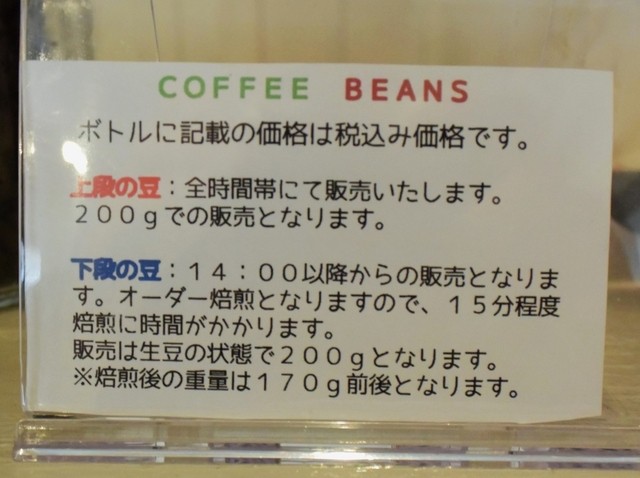 COFFEE BEANS
ボトルに記載の価格は税込み価格です。
上段の豆：全時間帯にて販売いたします。
２００ｇでの販売となります。
下段の豆：１４：００以降からの販売となりま
す。オーダー焙煎となりますので、１５分程度
焙煎に時間がかかります。
販売は生豆の状態で２００ｇとなります。
※焙煎後の重量は１７０ｇ前後となります。